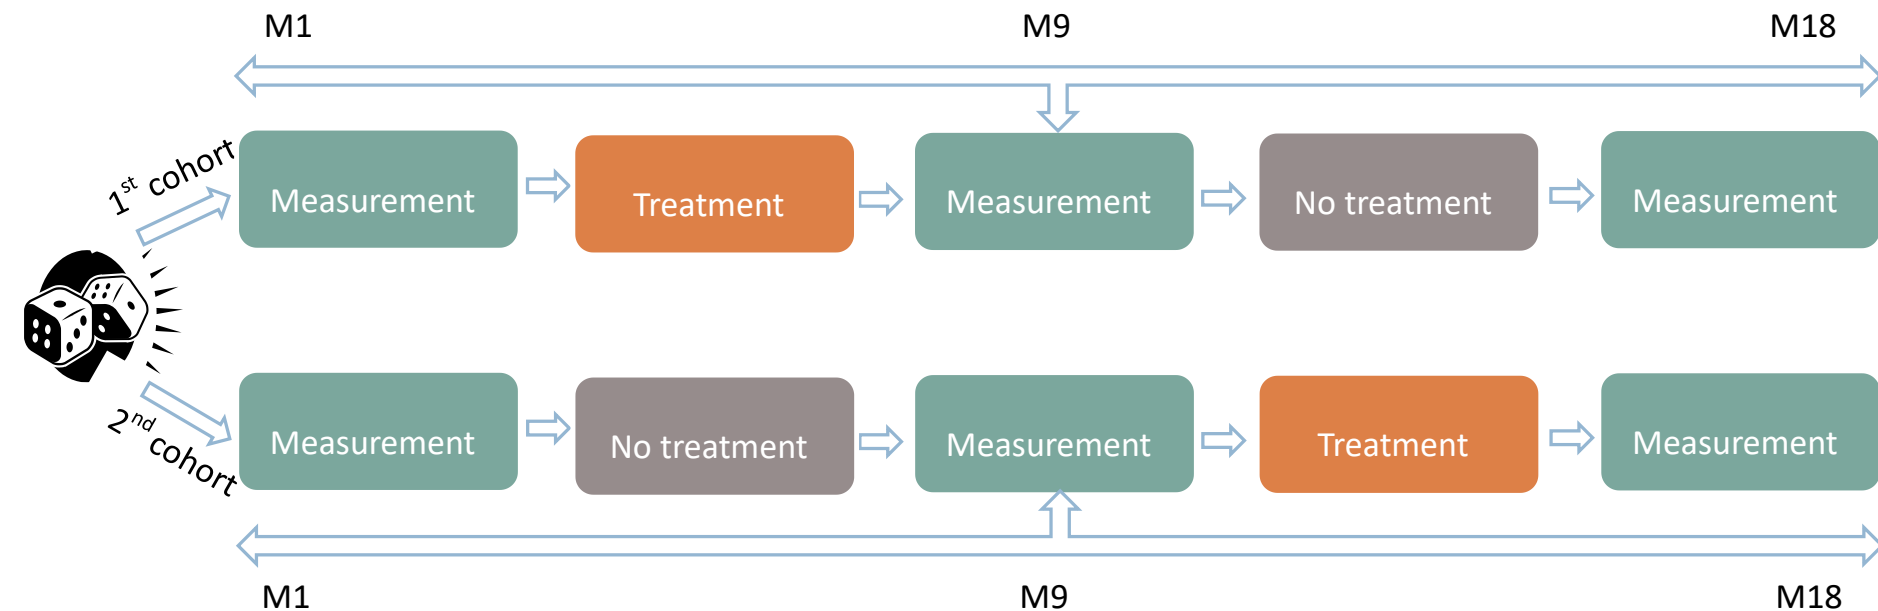 M1 M9 M18
1st cohort
Measurement Treatment Measurement No treatment Measurement
2nd cohort
Measurement No treatment Measurement Treatment Measurement
M1 M9 M18